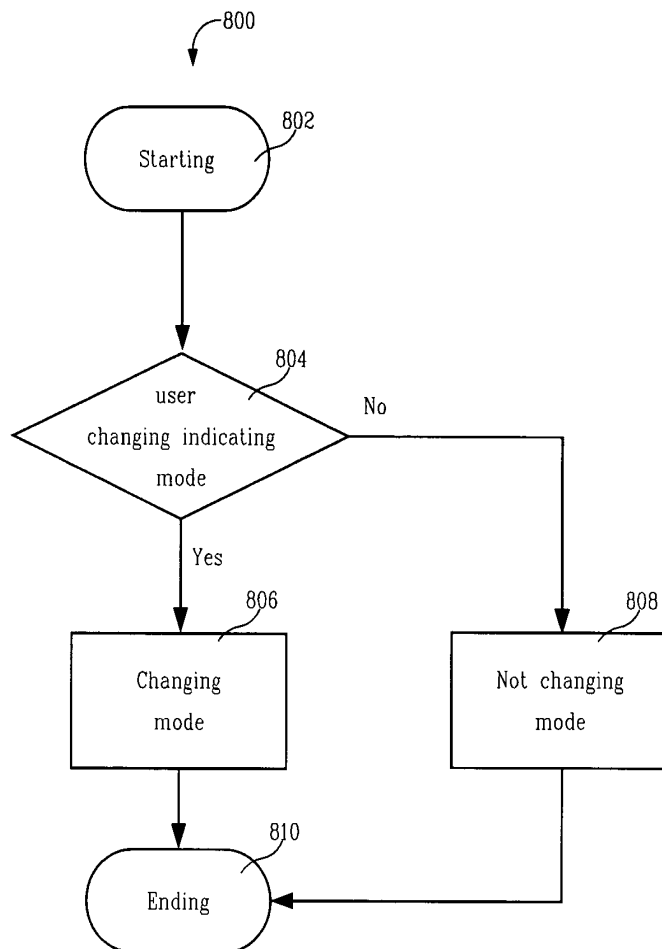 800
802
Starting
804
user
changing indicating
mode
No
Yes
806
808
Changing
mode
Not changing
mode
810
Ending